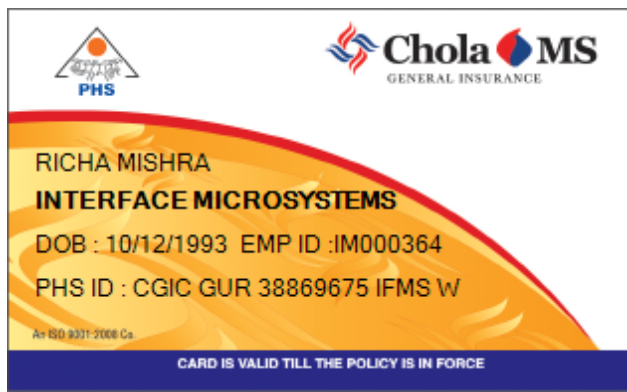 PHS
Chola MS
GENERAL INSURANCE
RICHA MISHRA
INTERFACE MICROSYSTEMS
DOB : 10/12/1993 EMP ID :IM000364
PHS ID : CGIC GUR 38869675 IFMS W
An ISO 9001:2008 Co.
CARD IS VALID TILL THE POLICY IS IN FORCE